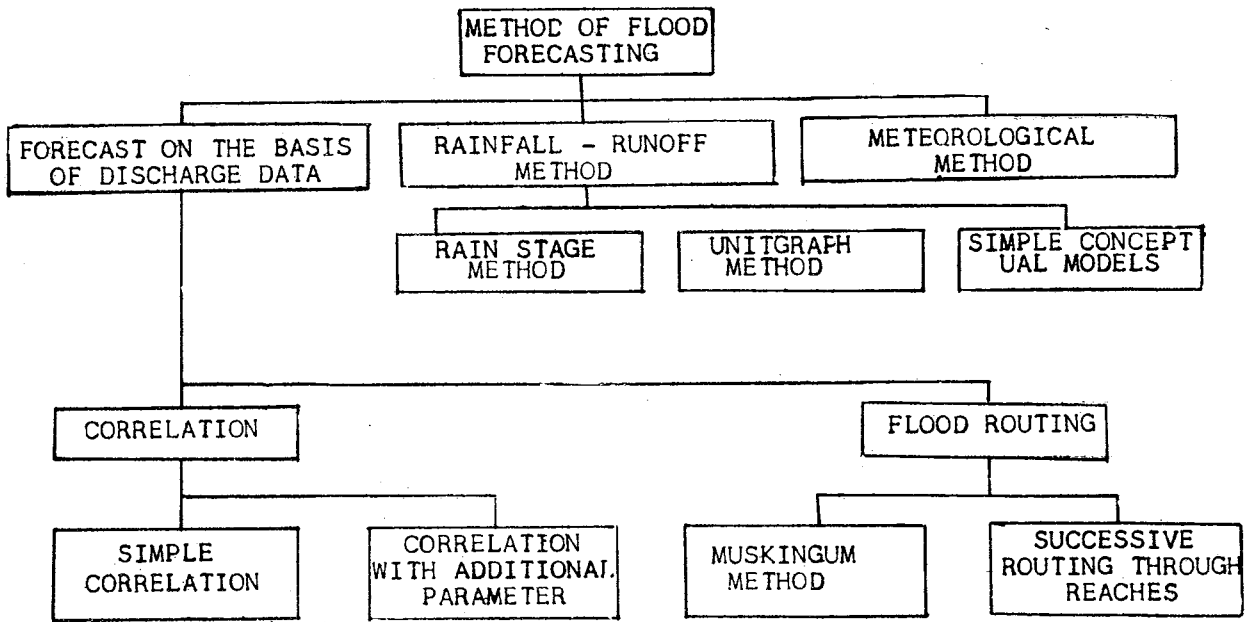 METHOD OF FLOOD
FORECASTING
FORECAST ON THE BASIS
OF DISCHARGE DATA
RAINFALL - RUNOFF
METHOD
METEOROLOGICAL
METHOD
RAIN STAGE
METHOD
UNITGRAPH
METHOD
SIMPLE CONCEPT
UAL MODELS
CORRELATION
FLOOD ROUTING
SIMPLE
CORRELATION
CORRELATION
WITH ADDITIONAL
PARAMETER
MUSKINGUM
METHOD
SUCCESSIVE
ROUTING THROUGH
REACHES